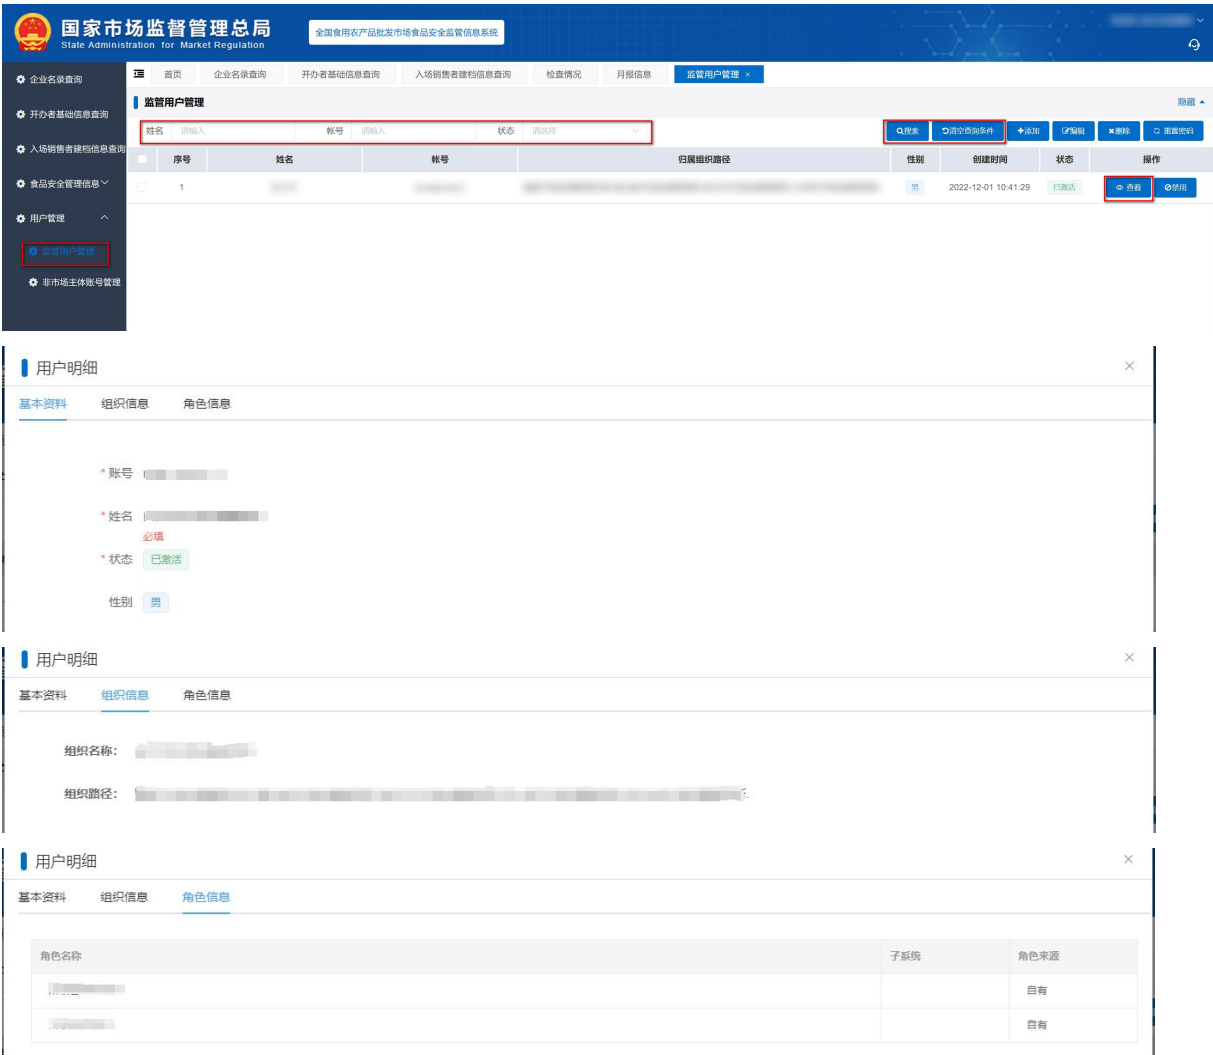 国家市场监督管理总局
State Administration for Market Regulation
全国食用农产品批发市场食品安全监管信息系统
企业名录查询
开办者基础信息查询
入场销售者建档信息查询
食品安全管理信息
用户管理
监管用户管理
非市场主体账号管理
首页 企业名录查询 开办者基础信息查询 入场销售者建档信息查询 检查情况 月报信息 监管用户管理 ×
监管用户管理 隐藏
姓名 请输入 帐号 请输入 状态 请选择 搜索 清空查询条件 添加 编辑 删除 重置密码
序号 姓名 帐号 归属组织路径 性别 创建时间 状态 操作
1 男 2022-12-01 10:41:29 已激活 查看 禁用
用户明细 ×
基本资料 组织信息 角色信息
* 账号
* 姓名
必填
* 状态 已激活
性别 男
用户明细 ×
基本资料 组织信息 角色信息
组织名称:
组织路径:
用户明细 ×
基本资料 组织信息 角色信息
角色名称 子系统 角色来源
自有
自有